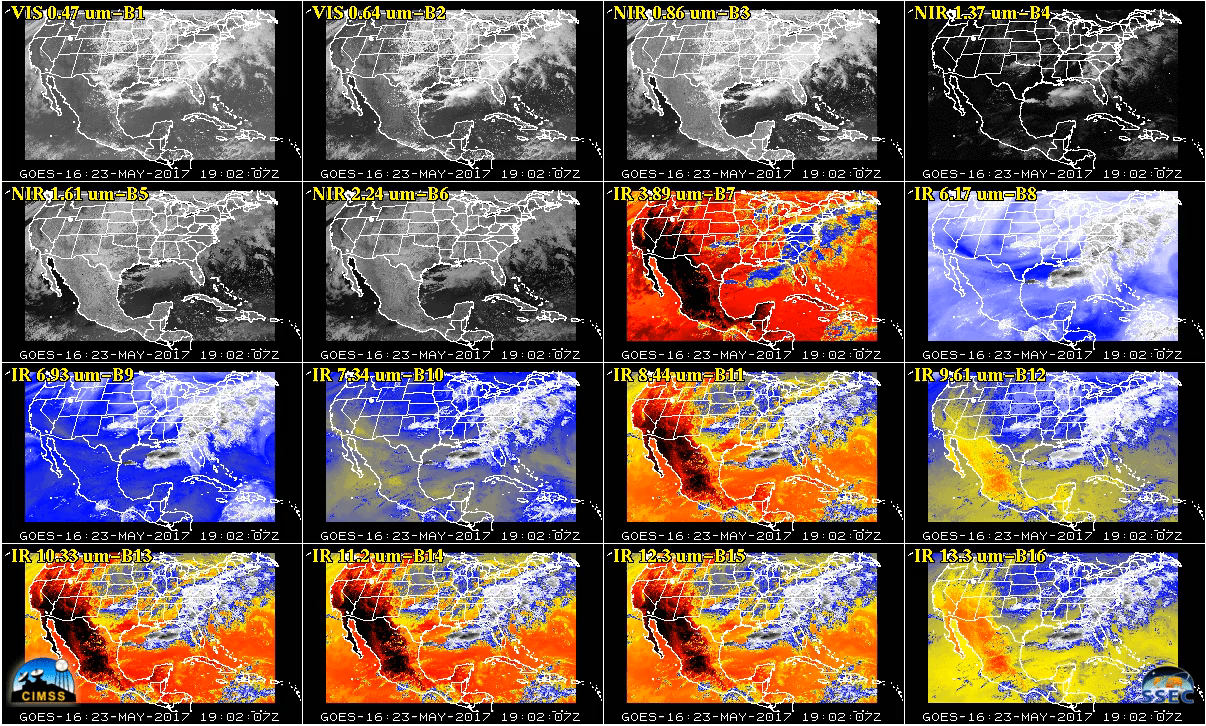 VIS 0.47 um-B1
VIS 0.64 um-B2
NIR 0.86 um-B3
NIR 1.37 um-B4
GOES-16:23-MAY-2017 19:02:07Z
GOES-16:23-MAY-2017 19:02:07Z
GOES-16:23-MAY-2017 19:02:07Z
GOES-16:23-MAY-2017 19:02:07Z
NIR 1.61 um-B5
NIR 2.24 um-B6
IR 3.89 um-B7
IR 6.17 um-B8
GOES-16:23-MAY-2017 19:02:07Z
GOES-16:23-MAY-2017 19:02:07Z
GOES-16:23-MAY-2017 19:02:07Z
GOES-16:23-MAY-2017 19:02:07Z
IR 6.93 um-B9
IR 7.34 um-B10
IR 8.44 um-B11
IR 9.61 um-B12
GOES-16:23-MAY-2017 19:02:07Z
GOES-16:23-MAY-2017 19:02:07Z
GOES-16:23-MAY-2017 19:02:07Z
GOES-16:23-MAY-2017 19:02:07Z
IR 10.33 um-B13
IR 11.2 um-B14
IR 12.3 um-B15
IR 13.3 um-B16
CIMSS
SSEC
GOES-16:23-MAY-2017 19:02:07Z
GOES-16:23-MAY-2017 19:02:07Z
GOES-16:23-MAY-2017 19:02:07Z
GOES-16:23-MAY-2017 19:02:07Z